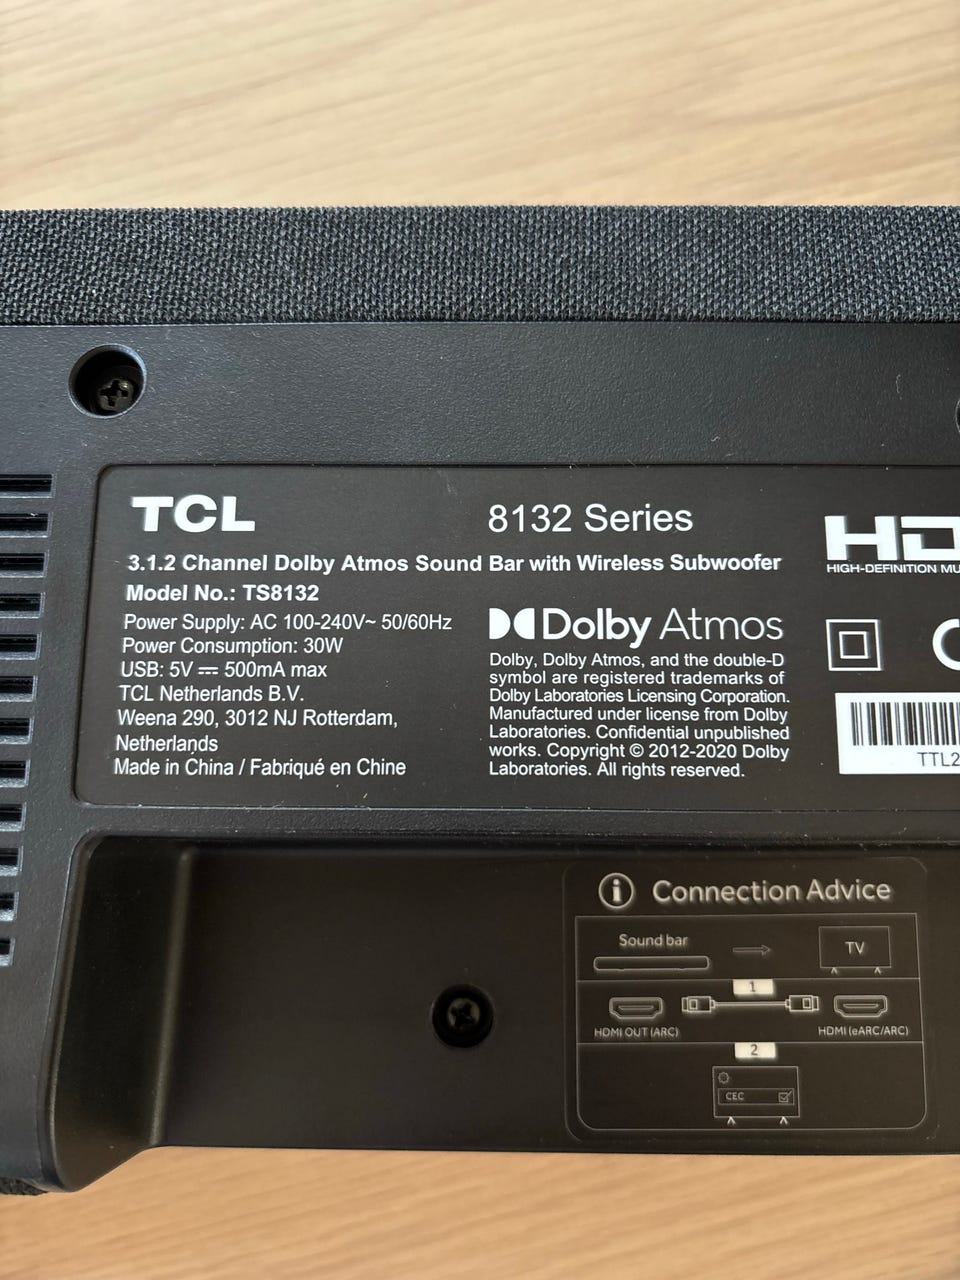 TCL
8132 Series
3.1.2 Channel Dolby Atmos Sound Bar with Wireless Subwoofer
Model No.: TS8132
Power Supply: AC 100-240V~ 50/60Hz
Power Consumption: 30W
USB: 5V ⎓ 500mA max
TCL Netherlands B.V.
Weena 290, 3012 NJ Rotterdam,
Netherlands
Made in China / Fabriqué en Chine
Dolby Atmos
Dolby, Dolby Atmos, and the double-D
symbol are registered trademarks of
Dolby Laboratories Licensing Corporation.
Manufactured under license from Dolby
Laboratories. Confidential unpublished
works. Copyright © 2012-2020 Dolby
Laboratories. All rights reserved.
HD
HIGH-DEFINITION MU
TTL2
Connection Advice
Sound bar
TV
1
HDMI OUT (ARC)
HDMI (eARC/ARC)
2
CEC